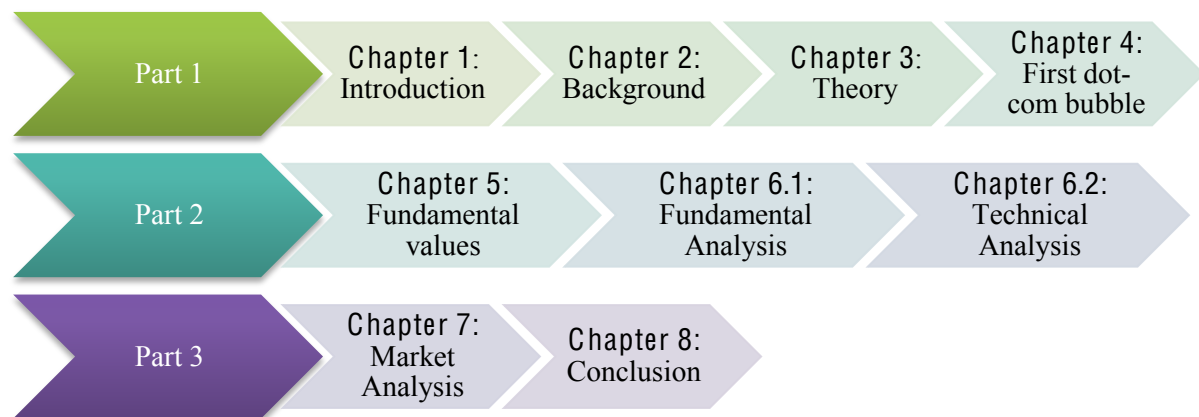 Part 1
Chapter 1:
Introduction
Chapter 2:
Background
Chapter 3:
Theory
Chapter 4:
First dot-
com bubble
Part 2
Chapter 5:
Fundamental
values
Chapter 6.1:
Fundamental
Analysis
Chapter 6.2:
Technical
Analysis
Part 3
Chapter 7:
Market
Analysis
Chapter 8:
Conclusion